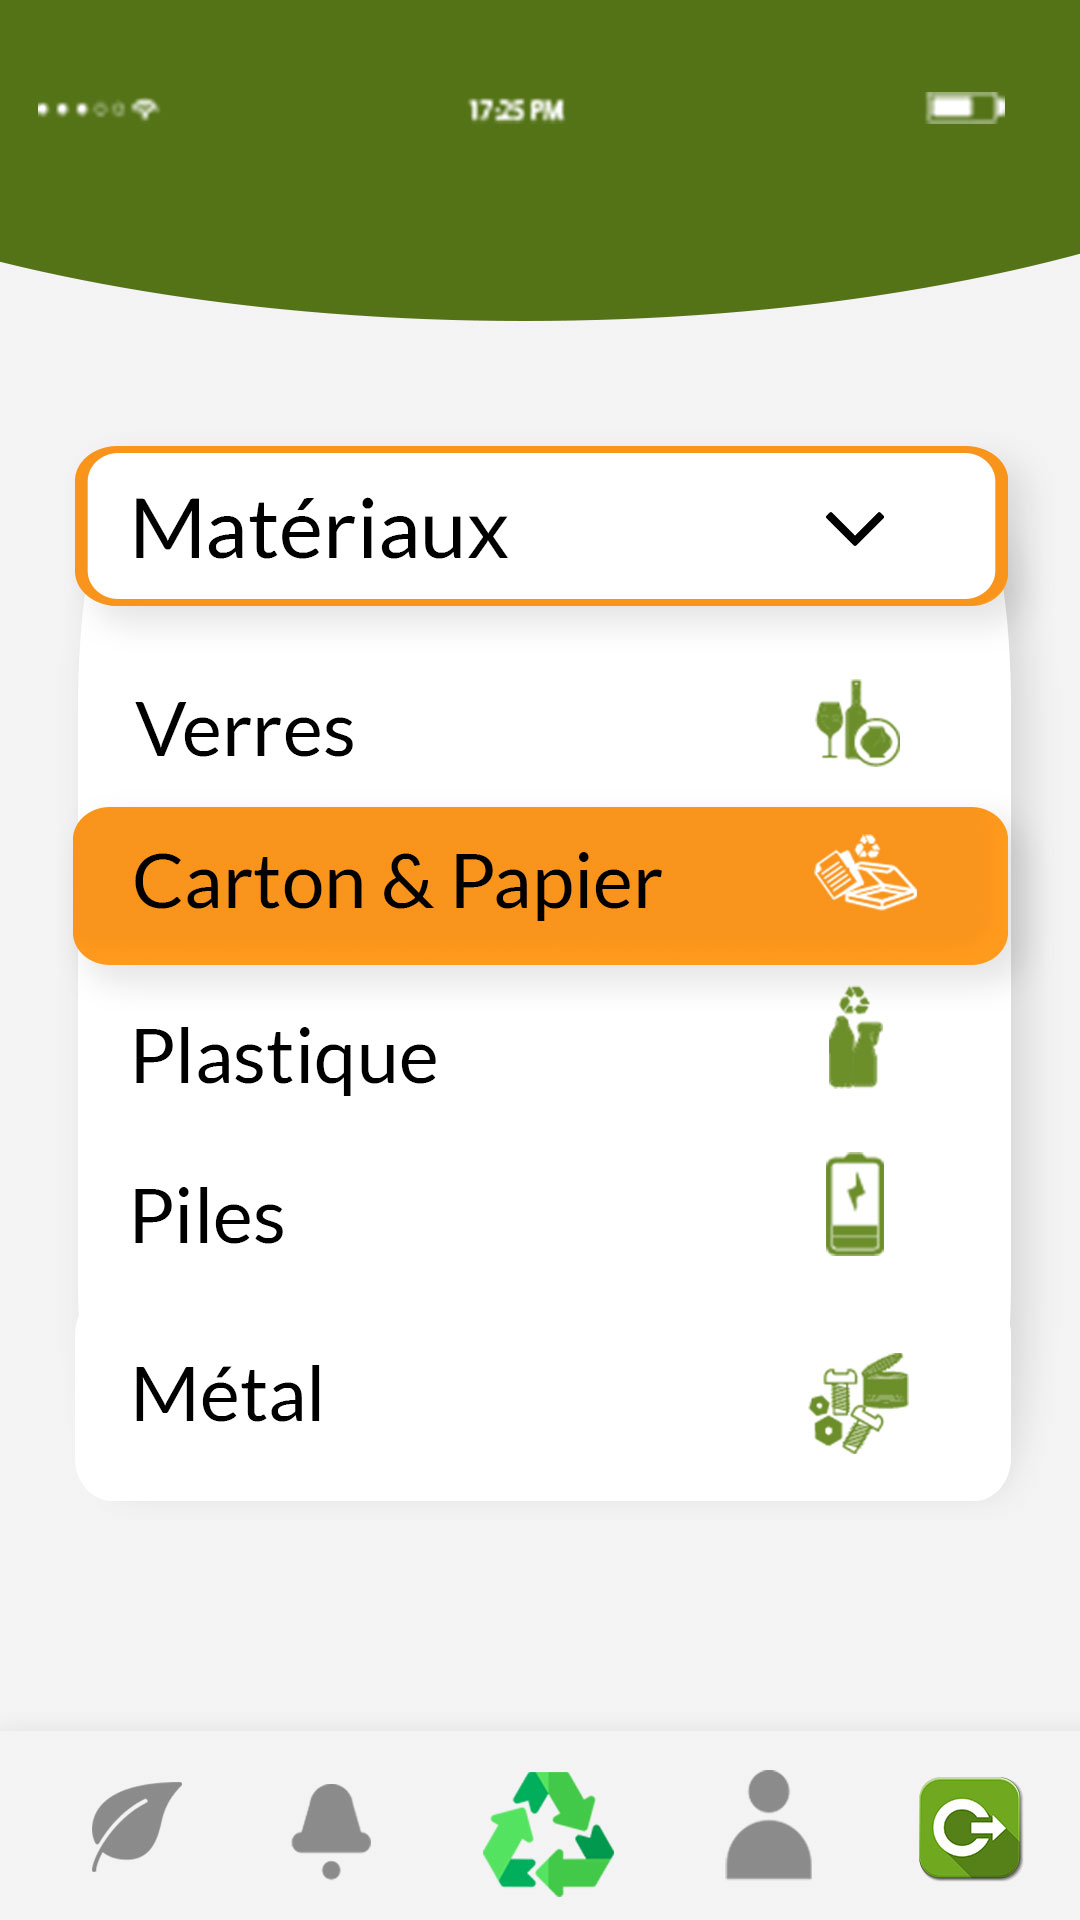 17:25 PM
Matériaux
Verres
Carton & Papier
Plastique
Piles
Métal